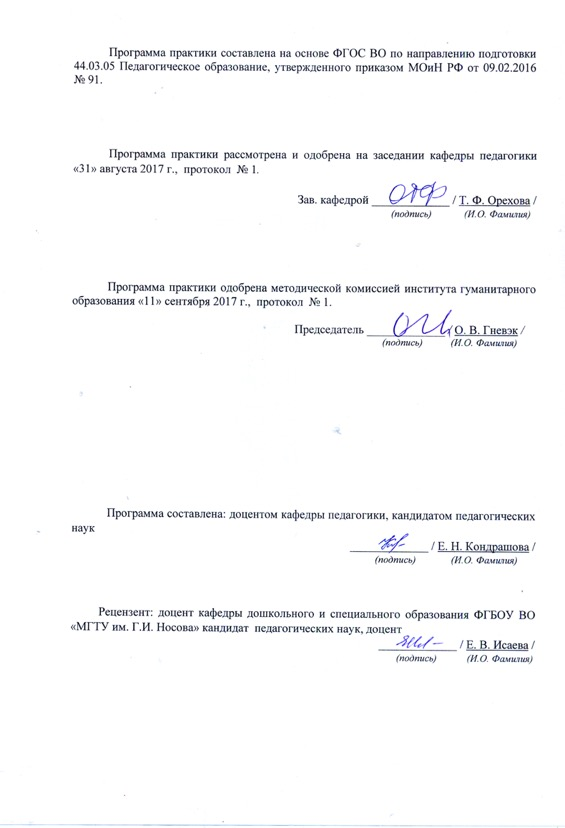 Программа практики составлена на основе ФГОС ВО по направлению подготовки
44.03.05 Педагогическое образование, утвержденного приказом МОиН РФ от 09.02.2016
№ 91.
Программа практики рассмотрена и одобрена на заседании кафедры педагогики
«31» августа 2017 г., протокол № 1.
Зав. кафедрой _____________ / Т. Ф. Орехова /
(подпись) (И.О. Фамилия)
Программа практики одобрена методической комиссией института гуманитарного
образования «11» сентября 2017 г., протокол № 1.
Председатель _____________ / О. В. Гневэк /
(подпись) (И.О. Фамилия)
Программа составлена: доцентом кафедры педагогики, кандидатом педагогических
наук
_____________ / Е. Н. Кондрашова /
(подпись) (И.О. Фамилия)
Рецензент: доцент кафедры дошкольного и специального образования ФГБОУ ВО
«МГТУ им. Г.И. Носова» кандидат педагогических наук, доцент
_____________ / Е. В. Исаева /
(подпись) (И.О. Фамилия)